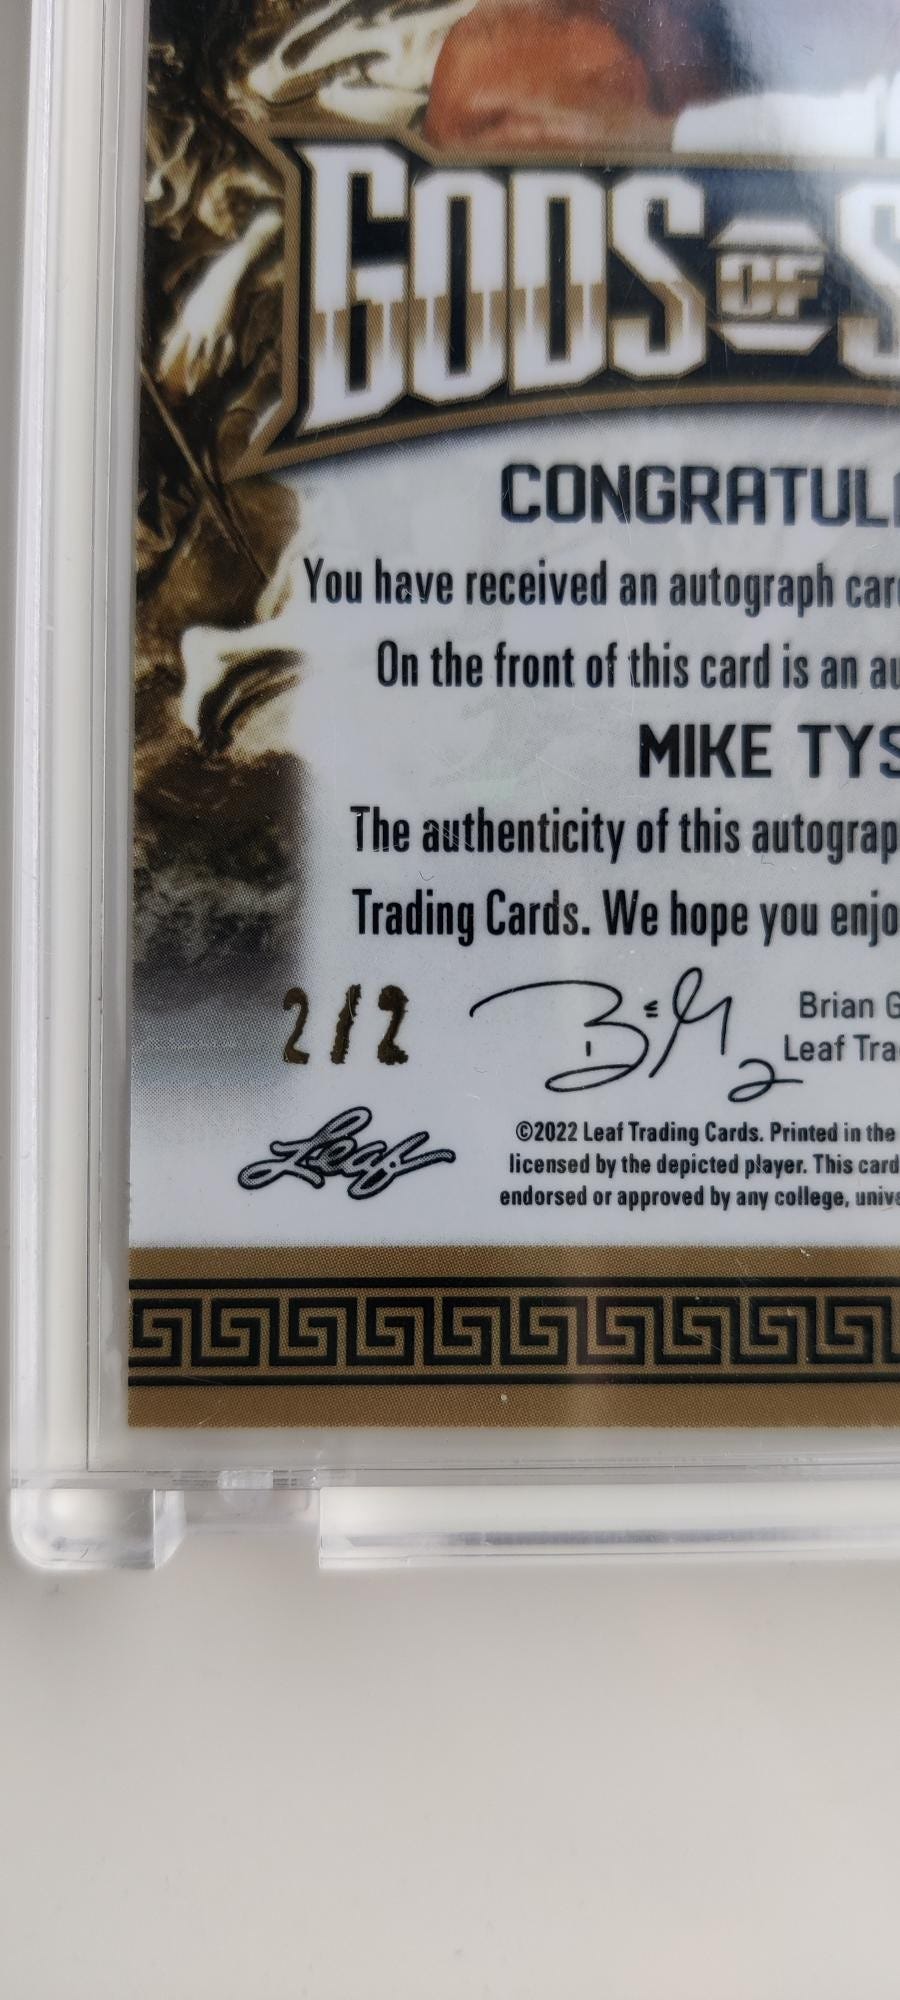 GODS OF S
CONGRATUL
You have received an autograph car
On the front of this card is an au
MIKE TYS
The authenticity of this autograp
Trading Cards. We hope you enjo
2/2
Brian G
Leaf Tra
Leaf
©2022 Leaf Trading Cards. Printed in the
licensed by the depicted player. This card
endorsed or approved by any college, unive